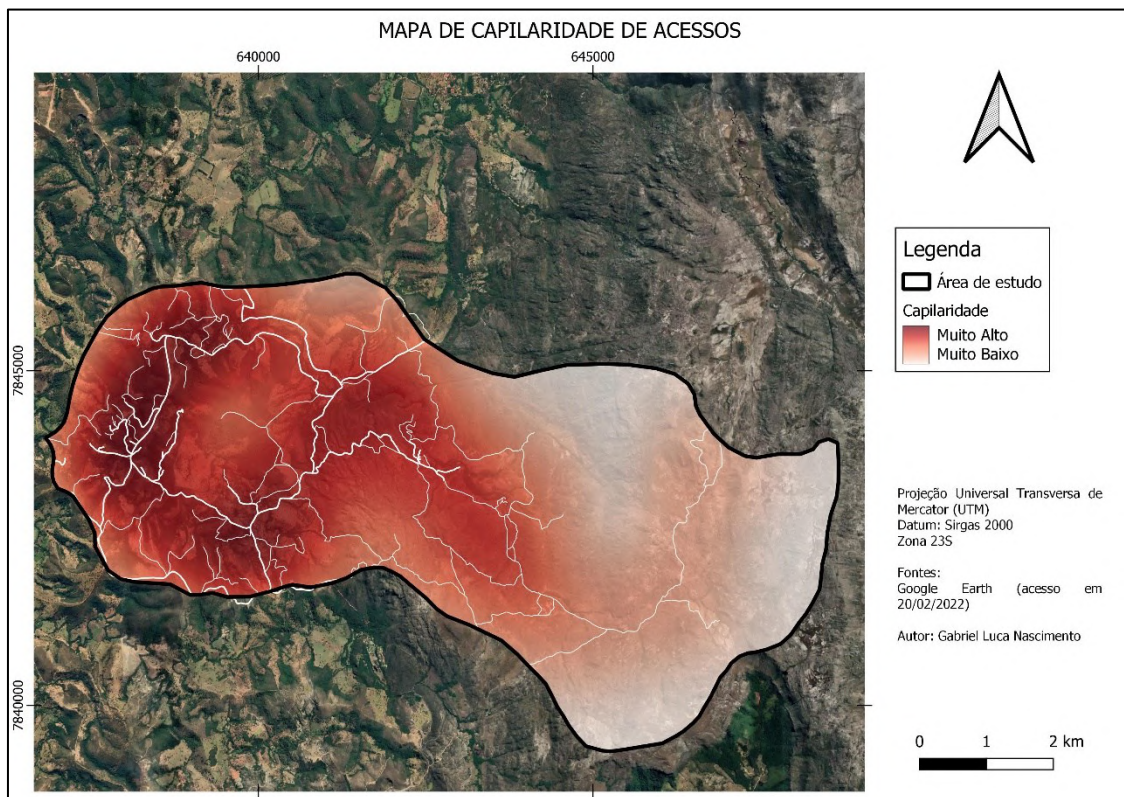 MAPA DE CAPILARIDADE DE ACESSOS
640000
645000
7845000
7840000
Legenda
Área de estudo
Capilaridade
Muito Alto
Muito Baixo
Projeção Universal Transversa de
Mercator (UTM)
Datum: Sirgas 2000
Zona 23S
Fontes:
Google Earth (acesso em
20/02/2022)
Autor: Gabriel Luca Nascimento
0 1 2 km